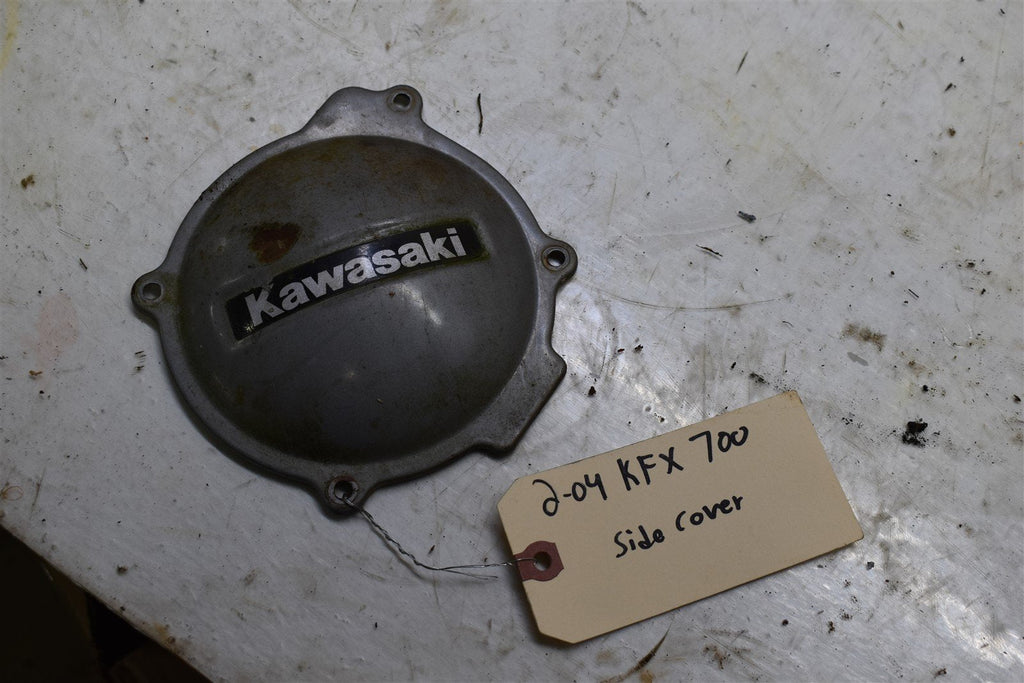 Kawasaki
2-04 KFX 700
Side Cover